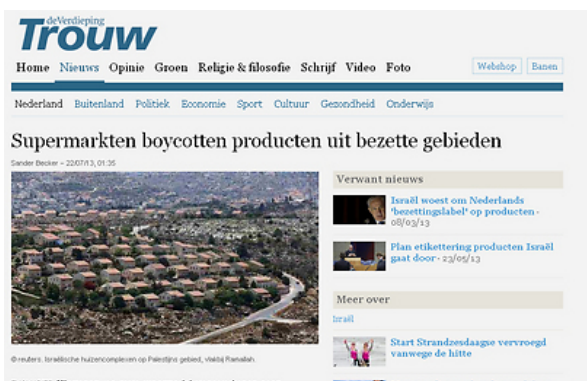 deVerdieping
Trouw
Home Nieuws Opinie Groen Religie & filosofie Schrijf Video Foto
Webshop Banen
Nederland Buitenland Politiek Economie Sport Cultuur Gezondheid Onderwijs
Supermarkten boycotten producten uit bezette gebieden
Sander Becker – 22/07/13, 01:35
© reuters. Israëlische huizencomplexen op Palestijns gebied, vlakbij Ramallah.
Verwant nieuws
Israël woest om Nederlands
'bezettingslabel' op producten -
08/03/13
Plan etikettering producten Israël
gaat door - 23/05/13
Meer over
Israël
Start Strandzesdaagse vervroegd
vanwege de hitte